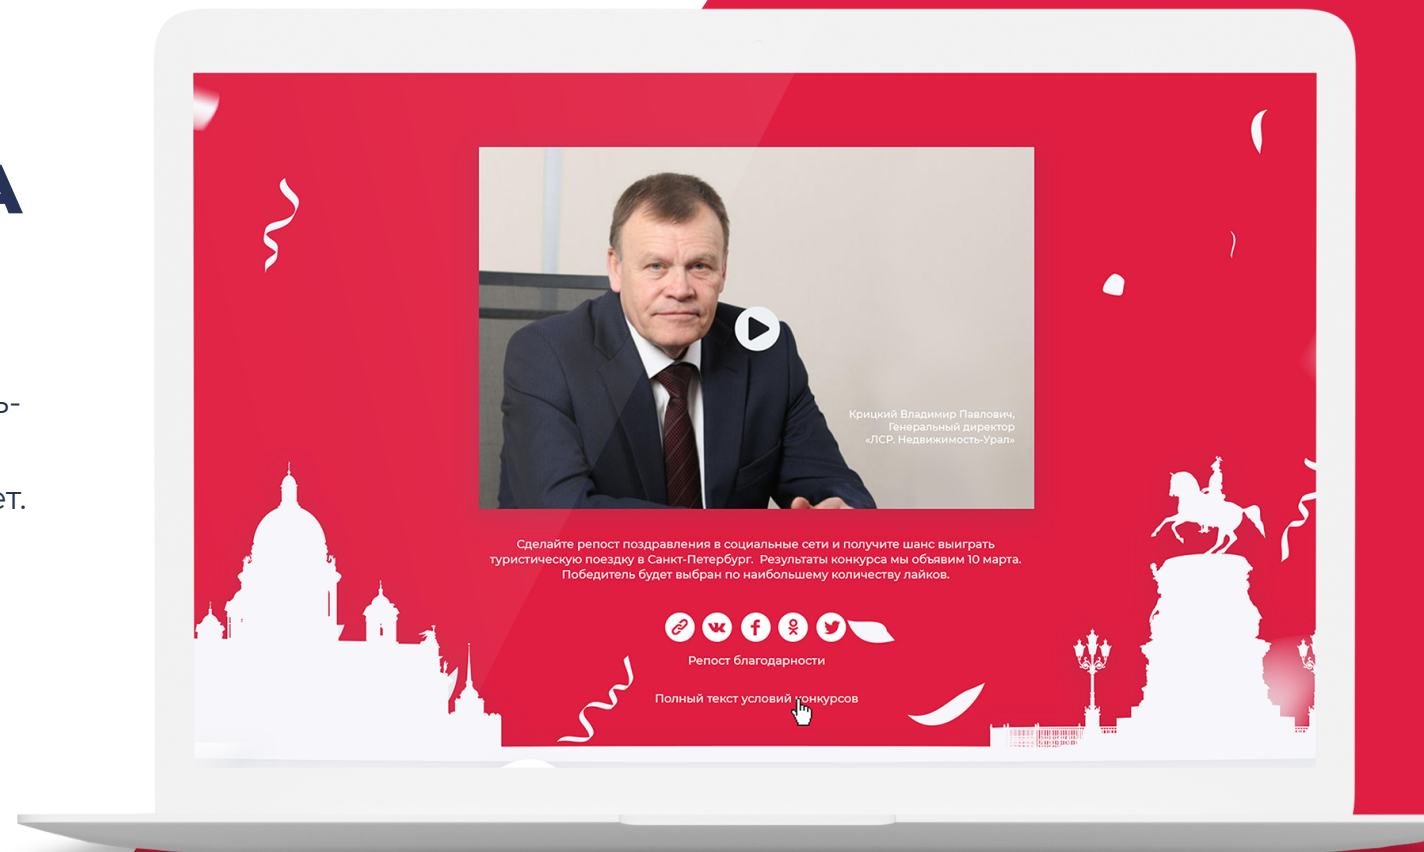 А
ь-
ет.
Крицкий Владимир Павлович,
Генеральный директор
«ЛСР. Недвижимость-Урал»
Сделайте репост поздравления в социальные сети и получите шанс выиграть
туристическую поездку в Санкт-Петербург. Результаты конкурса мы объявим 10 марта.
Победитель будет выбран по наибольшему количеству лайков.
Репост благодарности
Полный текст условий конкурсов